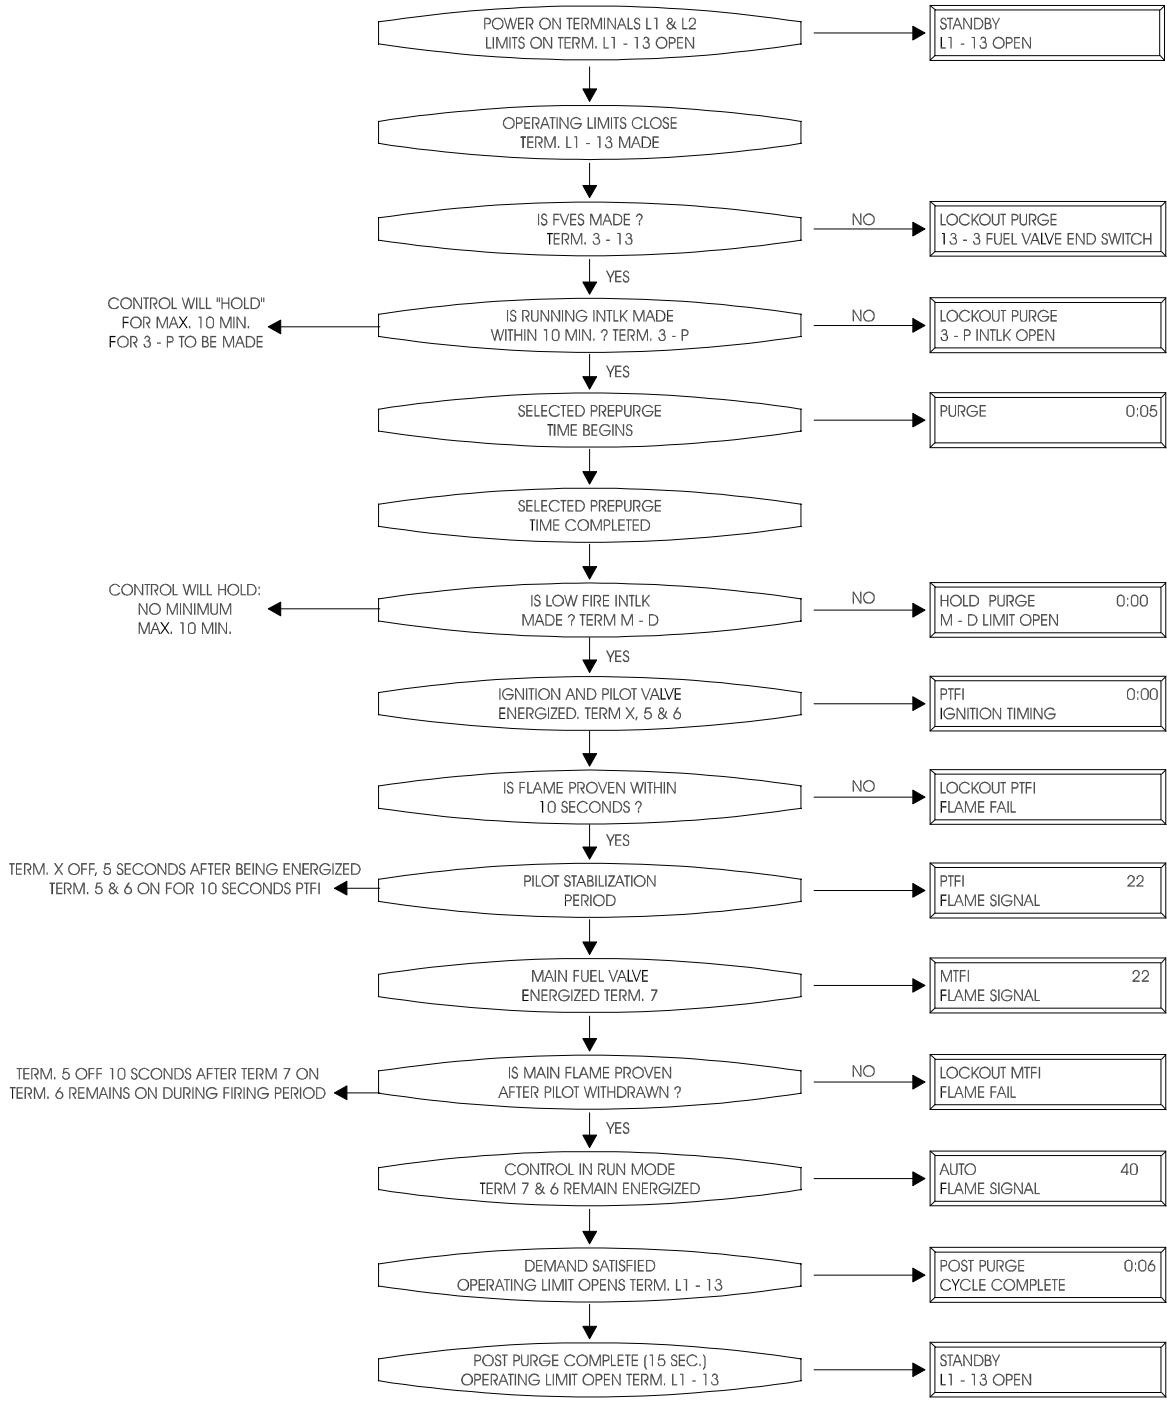 POWER ON TERMINALS L1 & L2
LIMITS ON TERM. L1 - 13 OPEN
STANDBY
L1 - 13 OPEN
OPERATING LIMITS CLOSE
TERM. L1 - 13 MADE
IS FVES MADE ?
TERM. 3 - 13
NO
LOCKOUT PURGE
13 - 3 FUEL VALVE END SWITCH
YES
CONTROL WILL "HOLD"
FOR MAX. 10 MIN.
FOR 3 - P TO BE MADE
IS RUNNING INTLK MADE
WITHIN 10 MIN. ? TERM. 3 - P
NO
LOCKOUT PURGE
3 - P INTLK OPEN
YES
SELECTED PREPURGE
TIME BEGINS
PURGE 0:05
SELECTED PREPURGE
TIME COMPLETED
CONTROL WILL HOLD:
NO MINIMUM
MAX. 10 MIN.
IS LOW FIRE INTLK
MADE ? TERM M - D
NO
HOLD PURGE 0:00
M - D LIMIT OPEN
YES
IGNITION AND PILOT VALVE
ENERGIZED. TERM X, 5 & 6
PTFI 0:00
IGNITION TIMING
IS FLAME PROVEN WITHIN
10 SECONDS ?
NO
LOCKOUT PTFI
FLAME FAIL
YES
TERM. X OFF, 5 SECONDS AFTER BEING ENERGIZED
TERM. 5 & 6 ON FOR 10 SECONDS PTFI
PILOT STABILIZATION
PERIOD
PTFI 22
FLAME SIGNAL
MAIN FUEL VALVE
ENERGIZED TERM. 7
MTFI 22
FLAME SIGNAL
TERM. 5 OFF 10 SCONDS AFTER TERM 7 ON
TERM. 6 REMAINS ON DURING FIRING PERIOD
IS MAIN FLAME PROVEN
AFTER PILOT WITHDRAWN ?
NO
LOCKOUT MTFI
FLAME FAIL
YES
CONTROL IN RUN MODE
TERM 7 & 6 REMAIN ENERGIZED
AUTO 40
FLAME SIGNAL
DEMAND SATISFIED
OPERATING LIMIT OPENS TERM. L1 - 13
POST PURGE 0:06
CYCLE COMPLETE
POST PURGE COMPLETE (15 SEC.)
OPERATING LIMIT OPEN TERM. L1 - 13
STANDBY
L1 - 13 OPEN